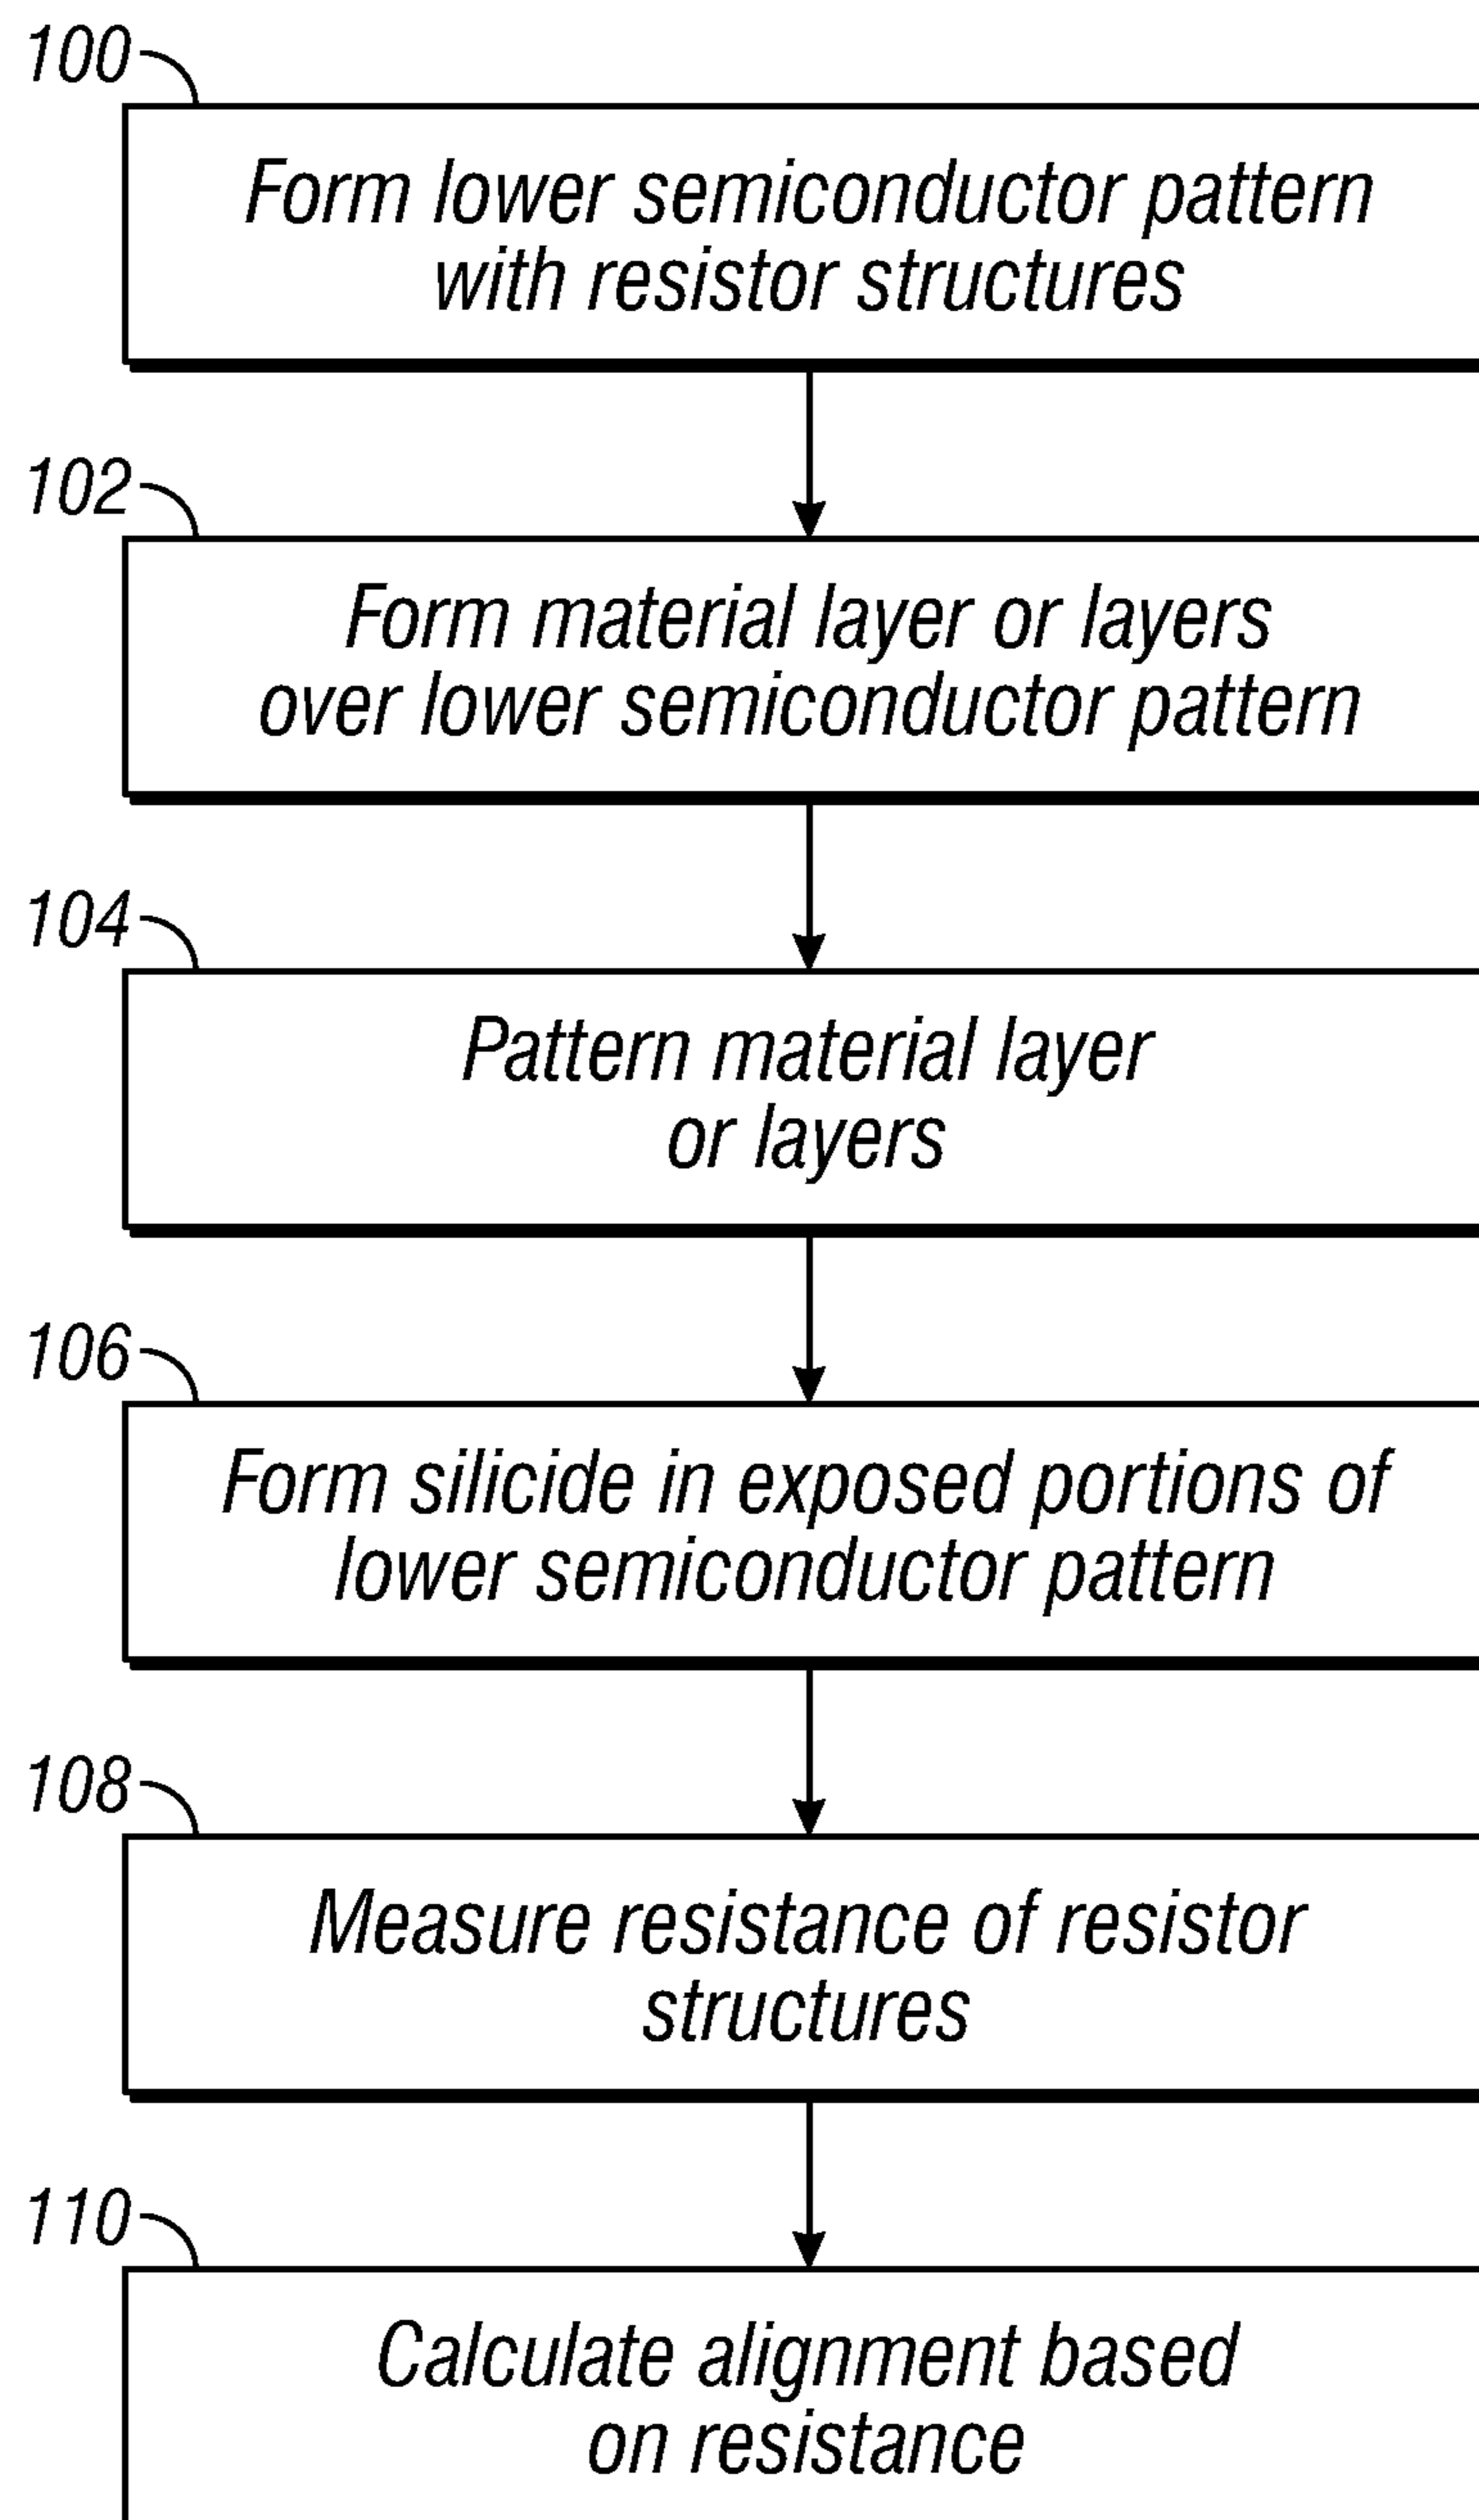 100
Form lower semiconductor pattern
with resistor structures
102
Form material layer or layers
over lower semiconductor pattern
104
Pattern material layer
or layers
106
Form silicide in exposed portions of
lower semiconductor pattern
108
Measure resistance of resistor
structures
110
Calculate alignment based
on resistance